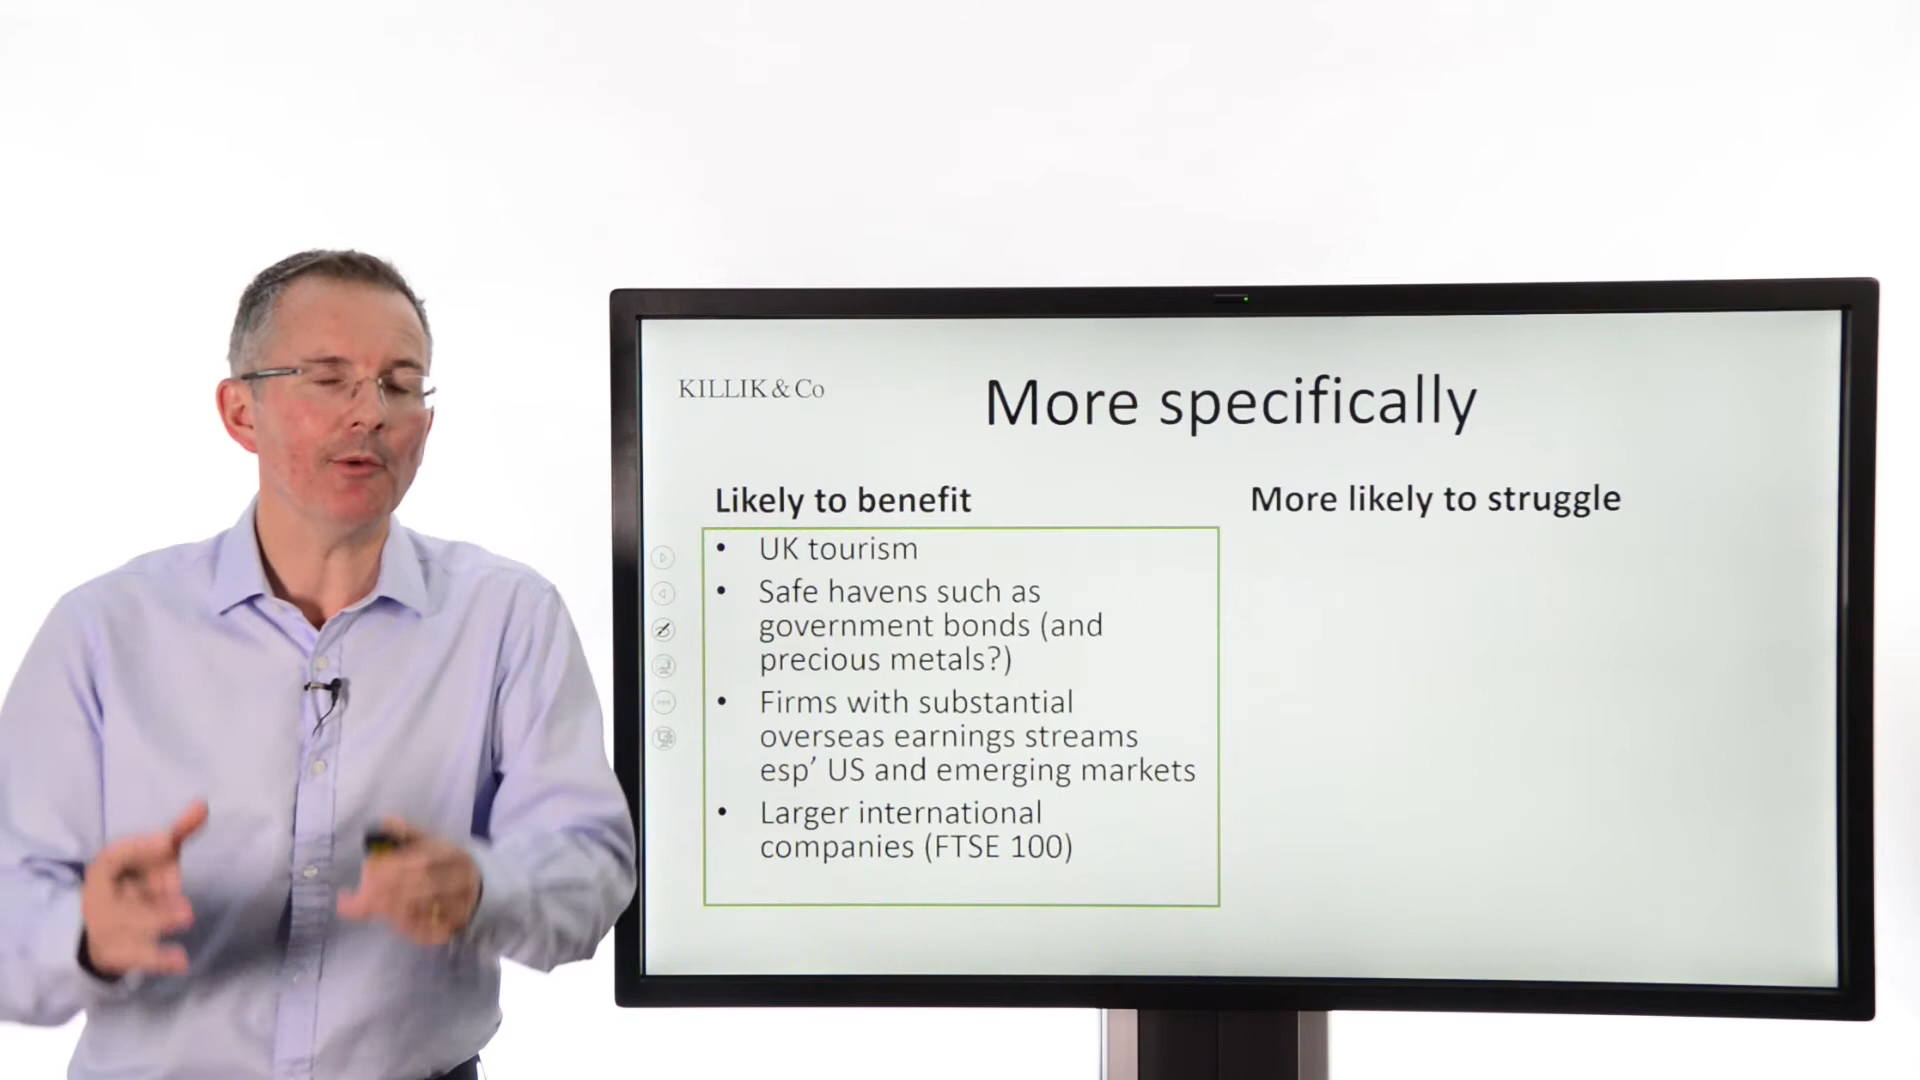 KILLIK & Co
More specifically
Likely to benefit
More likely to struggle
• UK tourism
• Safe havens such as
government bonds (and
precious metals?)
• Firms with substantial
overseas earnings streams
esp’ US and emerging markets
• Larger international
companies (FTSE 100)